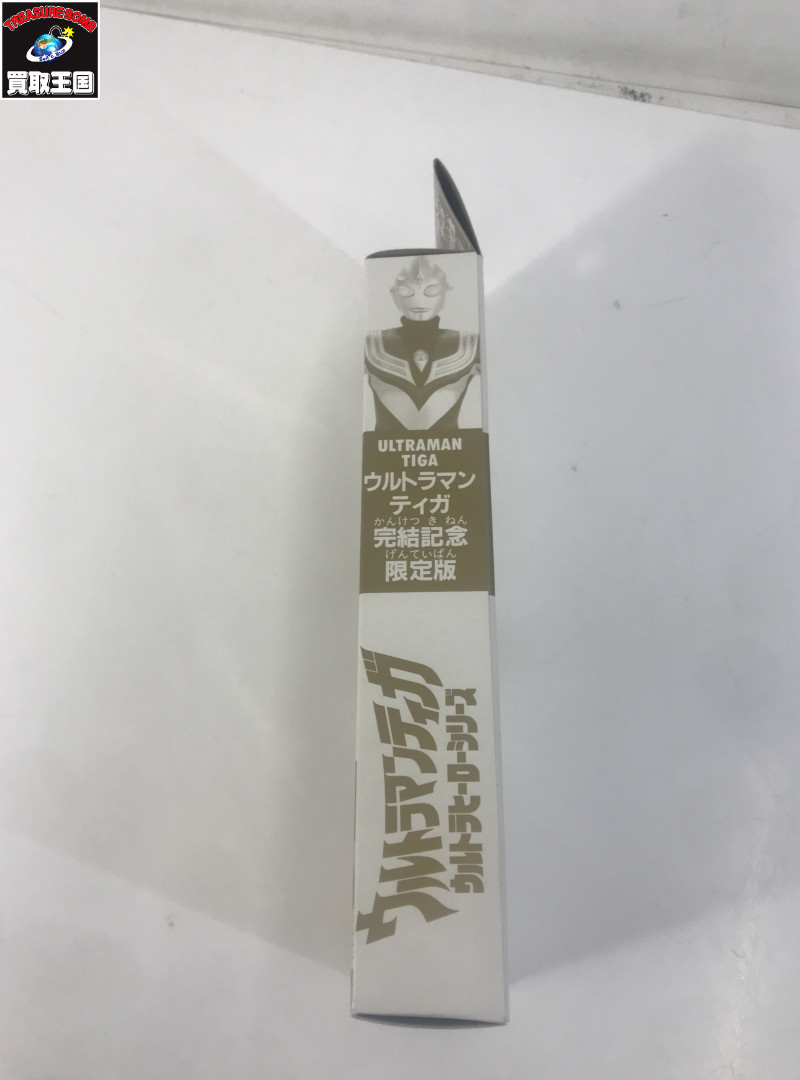 TREASURE BOMB
買取王国
ULTRAMAN
TIGA
ウルトラマン
ティガ
かんけつ き ねん
完結記念
げんていばん
限定版
ウルトラマンティガ
ウルトラヒーローシリーズ